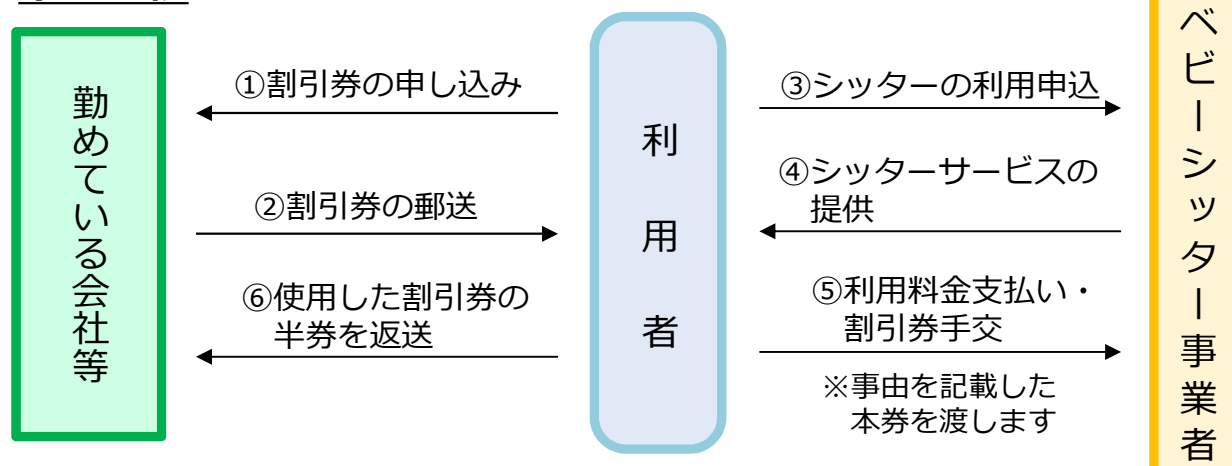 勤めている会社等
①割引券の申し込み
②割引券の郵送
⑥使用した割引券の
半券を返送
利用者
③シッターの利用申込
④シッターサービスの
提供
⑤利用料金支払い・
割引券手交
※事由を記載した
本券を渡します
ベビーシッター事業者